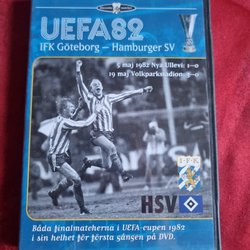 UEFA82
IFK Göteborg – Hamburger SV
5 maj 1982 Nya Ullevi: 1–0
19 maj Volkparkstadion: 3–0
I·F·K
HSV
Båda finalmatcherna i UEFA-cupen 1982
i sin helhet för första gången på DVD.